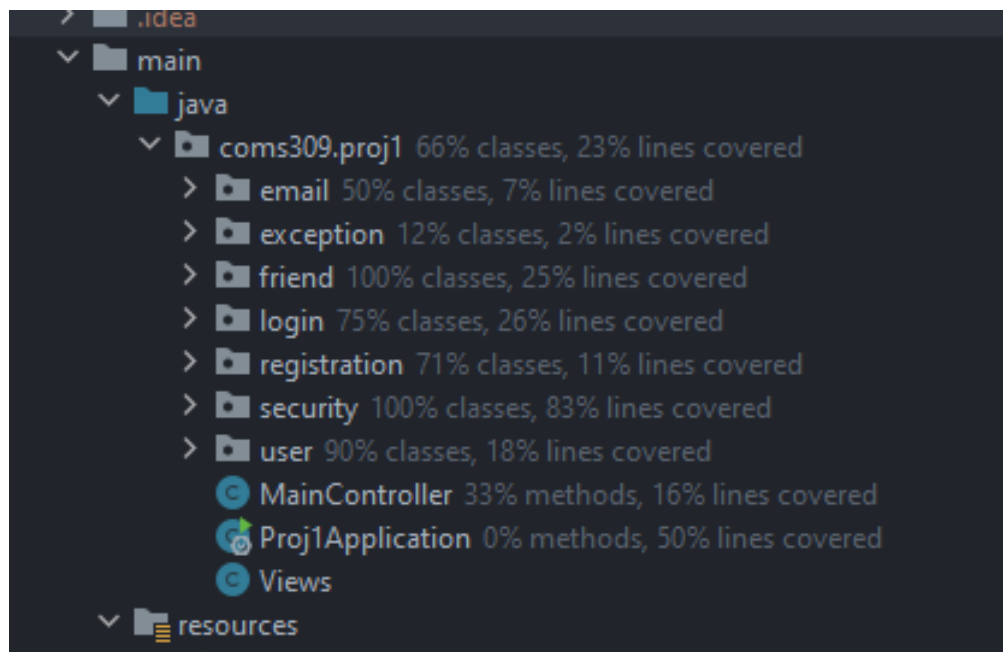 .idea
main
java
coms309.proj1 66% classes, 23% lines covered
email 50% classes, 7% lines covered
exception 12% classes, 2% lines covered
friend 100% classes, 25% lines covered
login 75% classes, 26% lines covered
registration 71% classes, 11% lines covered
security 100% classes, 83% lines covered
user 90% classes, 18% lines covered
MainController 33% methods, 16% lines covered
Proj1Application 0% methods, 50% lines covered
Views
resources